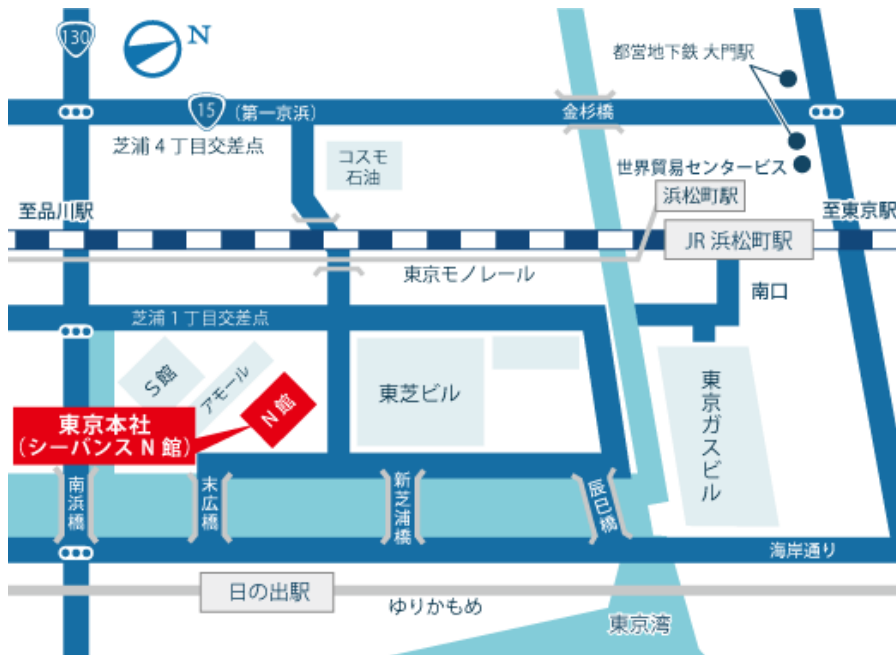 130
N
都営地下鉄 大門駅
15
(第一京浜)
金杉橋
芝浦4丁目交差点
コスモ
石油
世界貿易センタービス
浜松町駅
至品川駅
至東京駅
JR 浜松町駅
東京モノレール
南口
芝浦1丁目交差点
S館
アモール
N館
東芝ビル
東京ガスビル
東京本社
(シーバンス N 館)
南浜橋
末広橋
新芝浦橋
辰巳橋
海岸通り
日の出駅
ゆりかもめ
東京湾